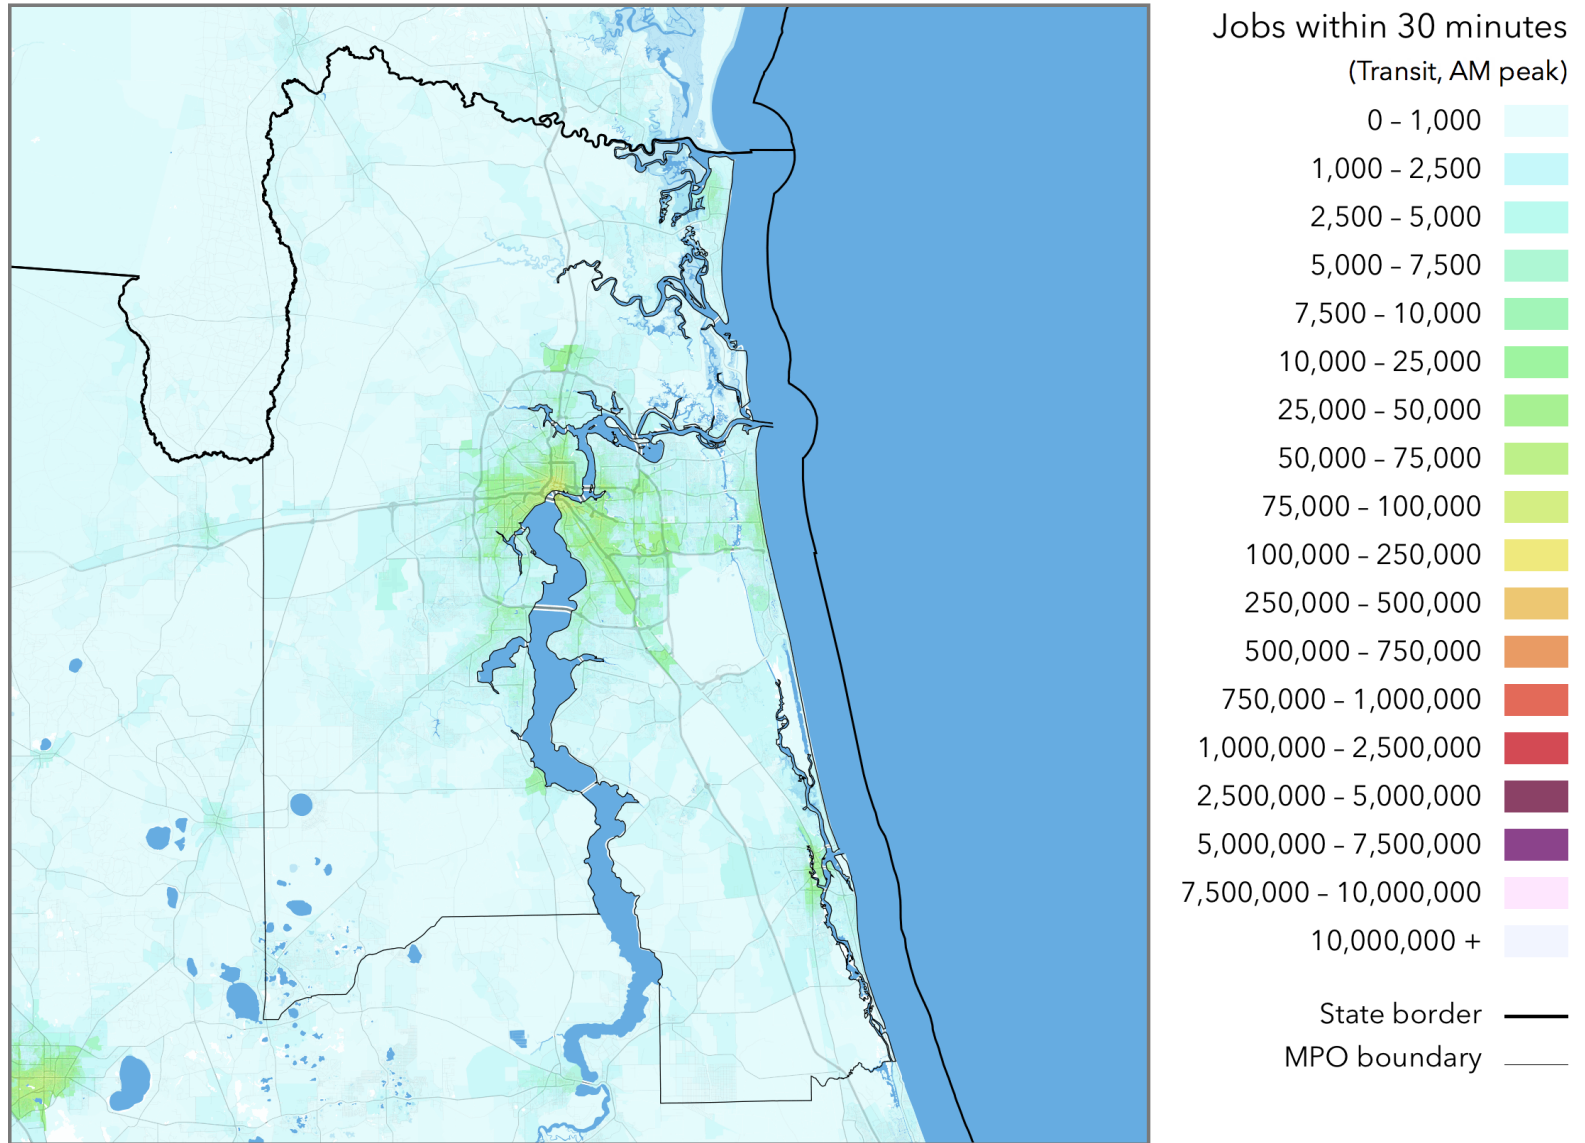 Jobs within 30 minutes
(Transit, AM peak)
0 – 1,000
1,000 – 2,500
2,500 – 5,000
5,000 – 7,500
7,500 – 10,000
10,000 – 25,000
25,000 – 50,000
50,000 – 75,000
75,000 – 100,000
100,000 – 250,000
250,000 – 500,000
500,000 – 750,000
750,000 – 1,000,000
1,000,000 – 2,500,000
2,500,000 – 5,000,000
5,000,000 – 7,500,000
7,500,000 – 10,000,000
10,000,000 +
State border
MPO boundary